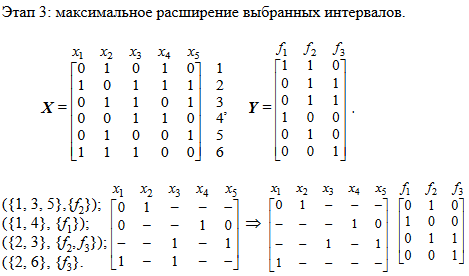 Этап 3: максимальное расширение выбранных интервалов.
x₁ x₂ x₃ x₄ x₅ f₁ f₂ f₃
0 1 0 1 0 1 1 1 0
1 0 1 1 1 2 0 1 1
X = 0 1 1 0 1 3, Y = 0 1 1 .
0 0 1 1 0 4 1 0 0
0 1 0 0 1 5 0 1 0
1 1 1 0 0 6 0 0 1
x₁ x₂ x₃ x₄ x₅ x₁ x₂ x₃ x₄ x₅ f₁ f₂ f₃
({1, 3, 5},{f₂}); 0 1 – – – 0 1 – – – 0 1 0
({1, 4}, {f₁}); 0 – – 1 0 ⇒ – – – 1 0 1 0 0
({2, 3}, {f₂,f₃}); – – 1 – 1 – – 1 – 1 0 1 1
({2, 6}, {f₃}. 1 – 1 – – 1 – – – – 0 0 1